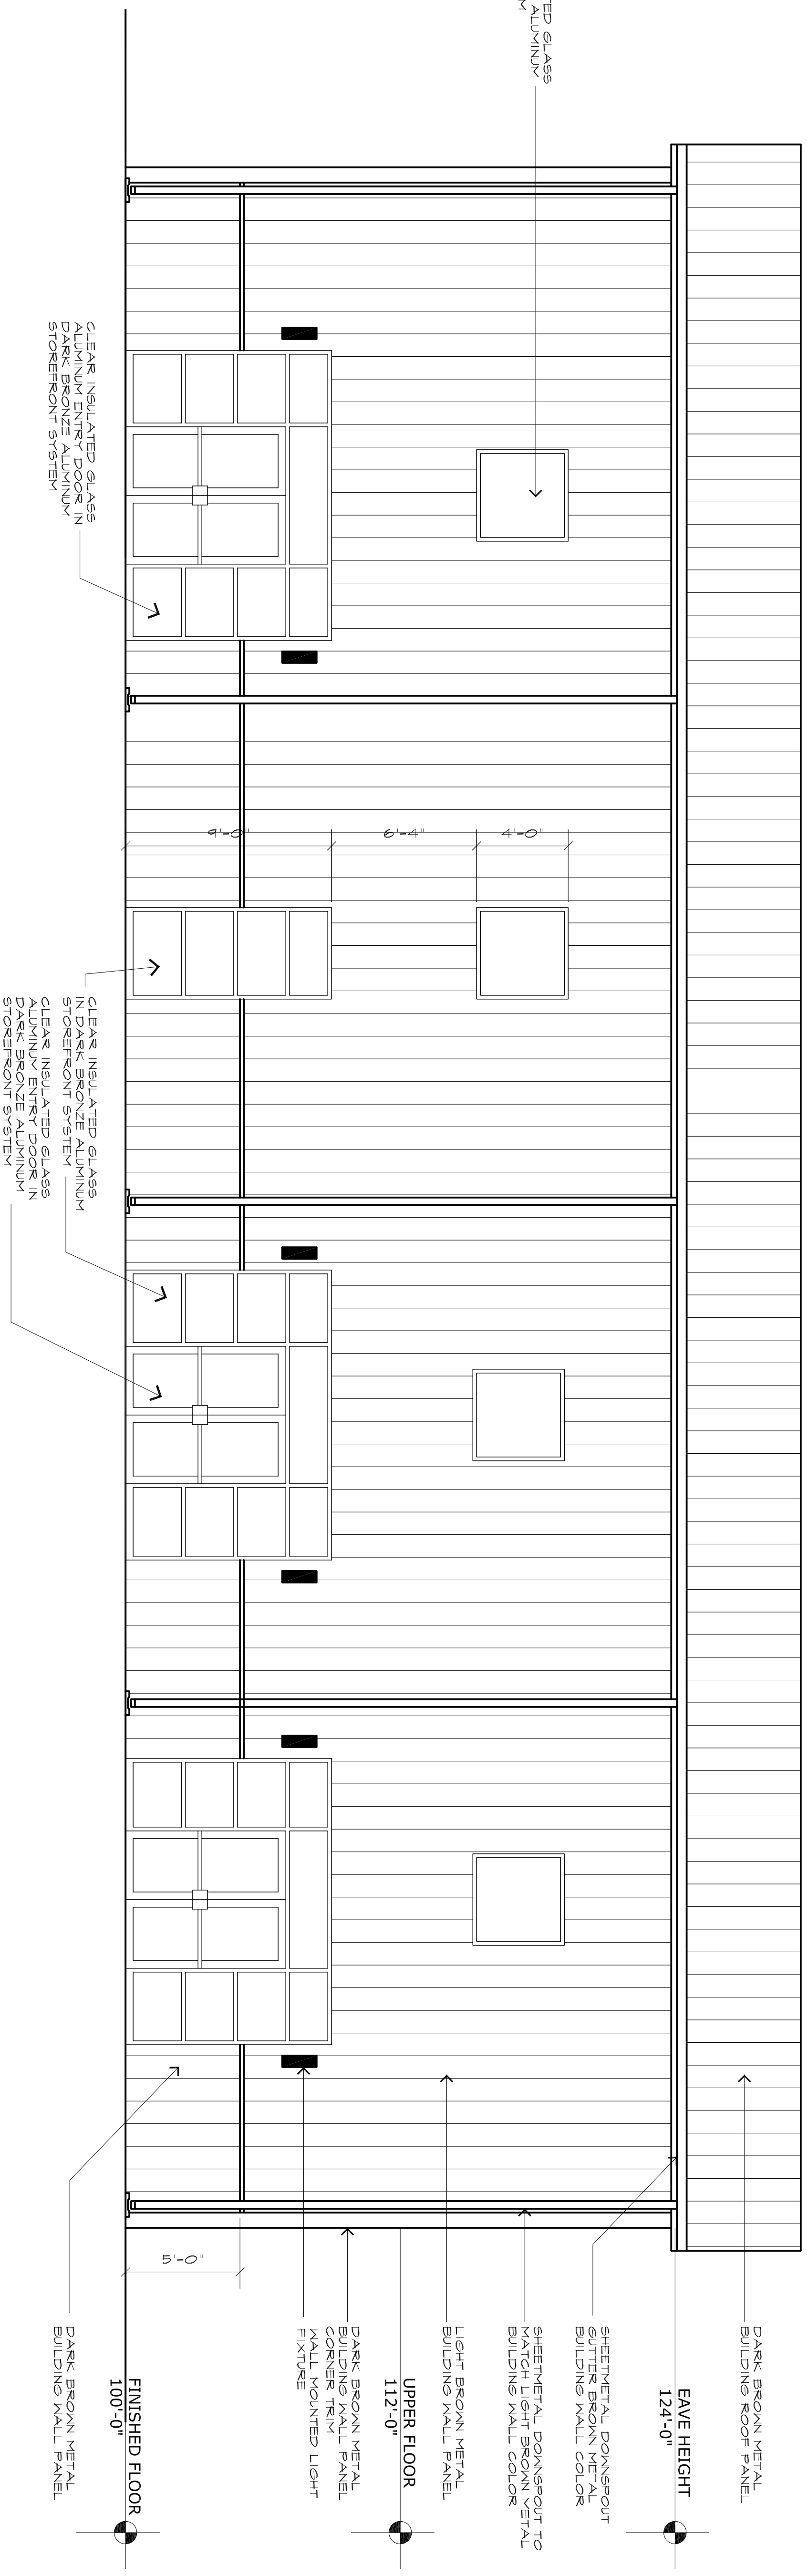 TED GLASS
ALUMINUM
M
CLEAR INSULATED GLASS
ALUMINUM ENTRY DOOR IN
DARK BRONZE ALUMINUM
STOREFRONT SYSTEM
9'-0"
6'-4"
4'-0"
CLEAR INSULATED GLASS
IN DARK BRONZE ALUMINUM
STOREFRONT SYSTEM
CLEAR INSULATED GLASS
ALUMINUM ENTRY DOOR IN
DARK BRONZE ALUMINUM
STOREFRONT SYSTEM
5'-0"
DARK BROWN METAL
BUILDING ROOF PANEL
EAVE HEIGHT
124'-0"
SHEETMETAL DOWNSPOUT
GUTTER BROWN METAL
BUILDING WALL COLOR
SHEETMETAL DOWNSPOUT TO
MATCH LIGHT BROWN METAL
BUILDING WALL COLOR
LIGHT BROWN METAL
BUILDING WALL PANEL
UPPER FLOOR
112'-0"
DARK BROWN METAL
BUILDING WALL PANEL
CORNER TRIM
WALL MOUNTED LIGHT
FIXTURE
FINISHED FLOOR
100'-0"
DARK BROWN METAL
BUILDING WALL PANEL